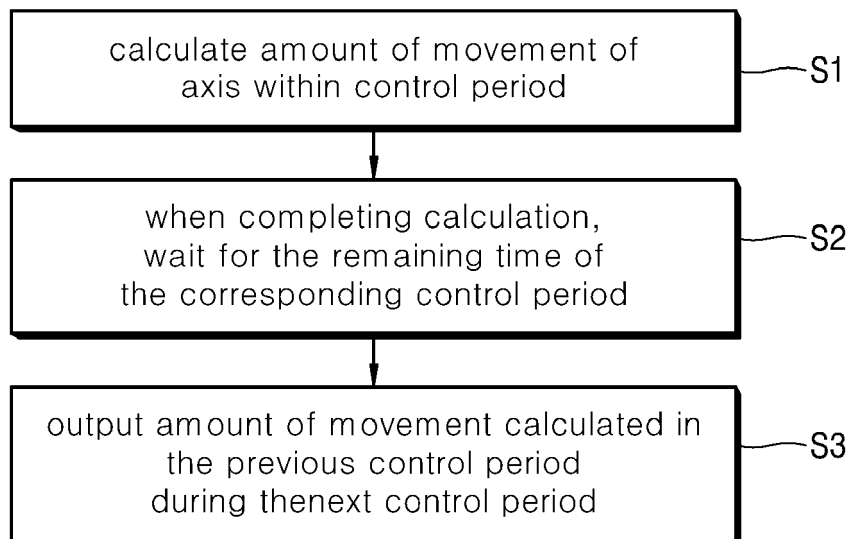 calculate amount of movement of
axis within control period
S1
when completing calculation,
wait for the remaining time of
the corresponding control period
S2
output amount of movement calculated in
the previous control period
during thenext control period
S3